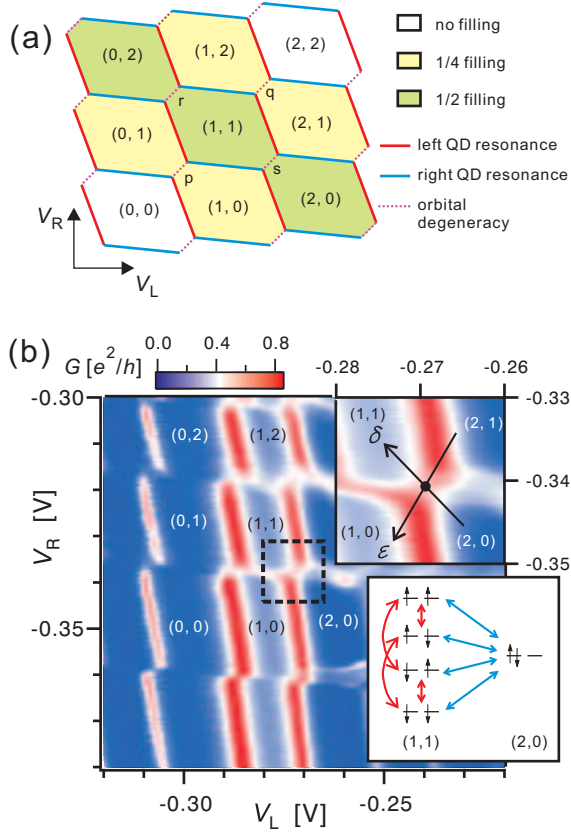 (a)
(0, 2)
(1, 2)
(2, 2)
no filling
1/4 filling
1/2 filling
r
q
(0, 1)
(1, 1)
(2, 1)
left QD resonance
right QD resonance
orbital
degeneracy
p
s
(0, 0)
(1, 0)
(2, 0)
V_R
V_L
(b)
0.0 0.4 0.8
G [e²/h]
-0.28 -0.27 -0.26
-0.30
-0.33
(0,2)
(1,2)
(1,1)
(2,1)
δ
-0.34
(0,1)
(1,1)
(1,0)
ε
(2,0)
-0.35
V_R [V]
-0.35
(0,0)
(1,0)
(2,0)
(1,1)
(2,0)
-0.30
-0.25
V_L [V]